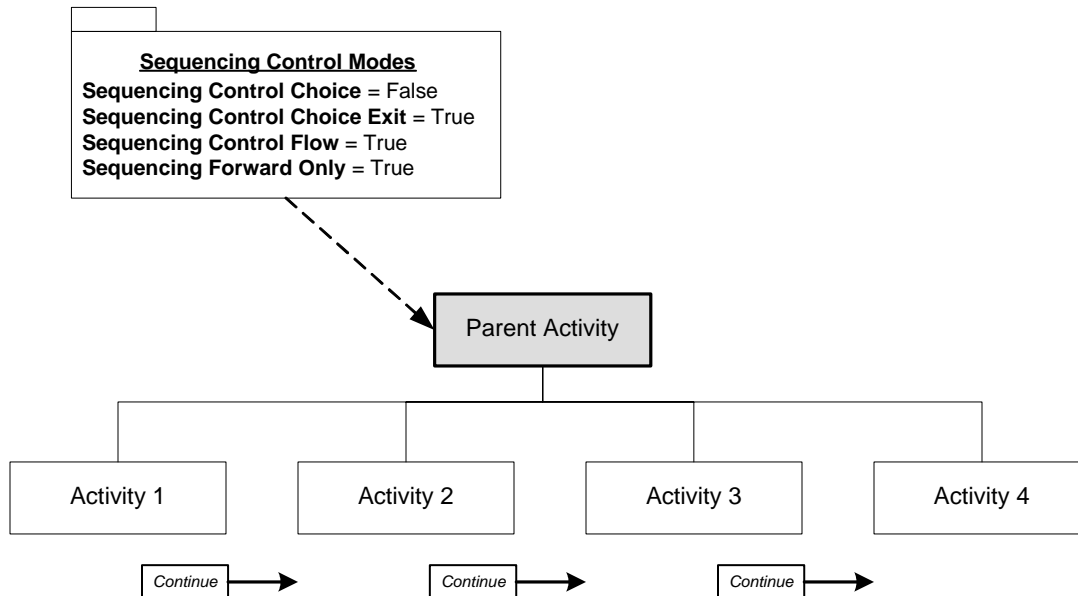 Sequencing Control Modes
Sequencing Control Choice = False
Sequencing Control Choice Exit = True
Sequencing Control Flow = True
Sequencing Forward Only = True
Parent Activity
Activity 1
Activity 2
Activity 3
Activity 4
Continue
Continue
Continue